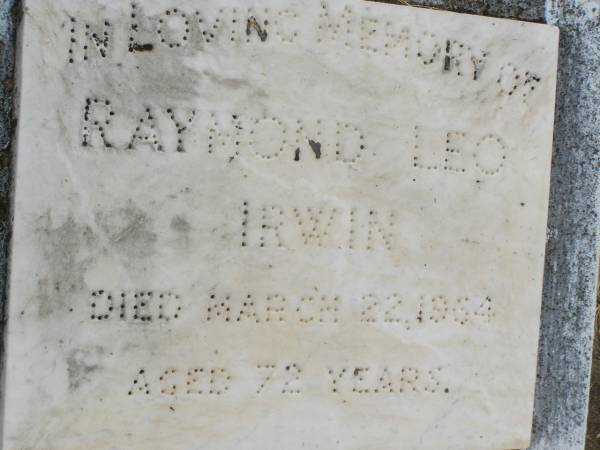 IN LOVING MEMORY OF
RAYMOND LEO
IRWIN
DIED MARCH 22, 1964
AGED 72 YEARS.